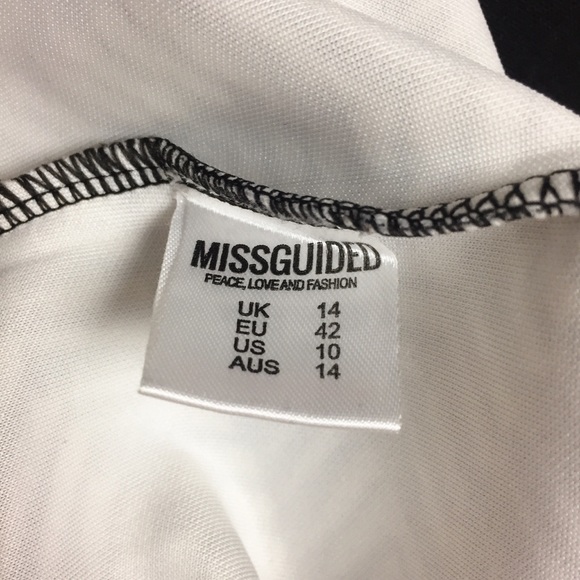 MISSGUIDED
PEACE, LOVE AND FASHION
UK 14
EU 42
US 10
AUS 14